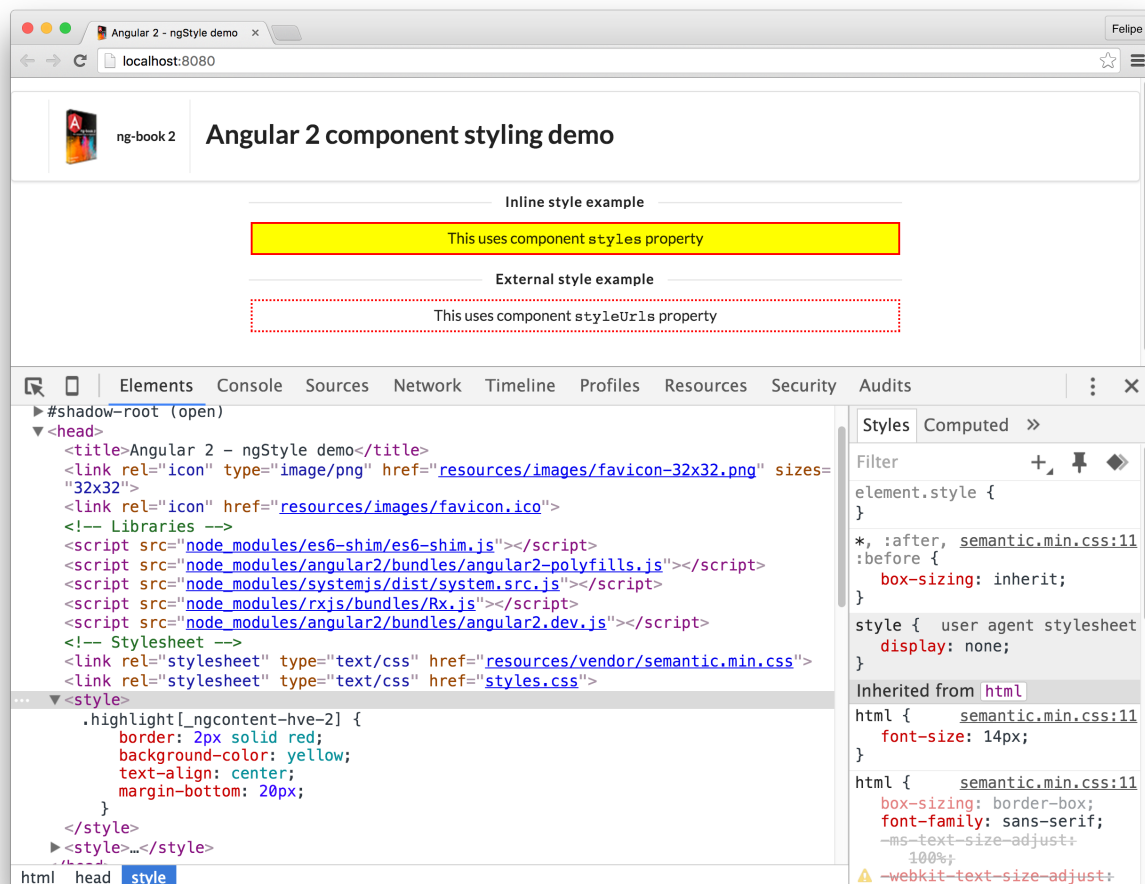 Angular 2 - ngStyle demo
Felipe
localhost:8080
ng-book 2
Angular 2 component styling demo
Inline style example
This uses component styles property
External style example
This uses component styleUrls property
Elements Console Sources Network Timeline Profiles Resources Security Audits
▶#shadow-root (open)
▼<head>
<title>Angular 2 - ngStyle demo</title>
<link rel="icon" type="image/png" href="resources/images/favicon-32x32.png" sizes=
"32x32">
<link rel="icon" href="resources/images/favicon.ico">
<!-- Libraries -->
<script src="node_modules/es6-shim/es6-shim.js"></script>
<script src="node_modules/angular2/bundles/angular2-polyfills.js"></script>
<script src="node_modules/systemjs/dist/system.src.js"></script>
<script src="node_modules/rxjs/bundles/Rx.js"></script>
<script src="node_modules/angular2/bundles/angular2.dev.js"></script>
<!-- Stylesheet -->
<link rel="stylesheet" type="text/css" href="resources/vendor/semantic.min.css">
<link rel="stylesheet" type="text/css" href="styles.css">
… ▼<style>
.highlight[_ngcontent-hve-2] {
border: 2px solid red;
background-color: yellow;
text-align: center;
margin-bottom: 20px;
}
</style>
▶<style>…</style>
</head>
html head style
Styles Computed »
Filter
element.style {
}
*, :after, semantic.min.css:11
:before {
box-sizing: inherit;
}
style { user agent stylesheet
display: none;
}
Inherited from html
html { semantic.min.css:11
font-size: 14px;
}
html { semantic.min.css:11
box-sizing: border-box;
font-family: sans-serif;
-ms-text-size-adjust:
100%;
-webkit-text-size-adjust: